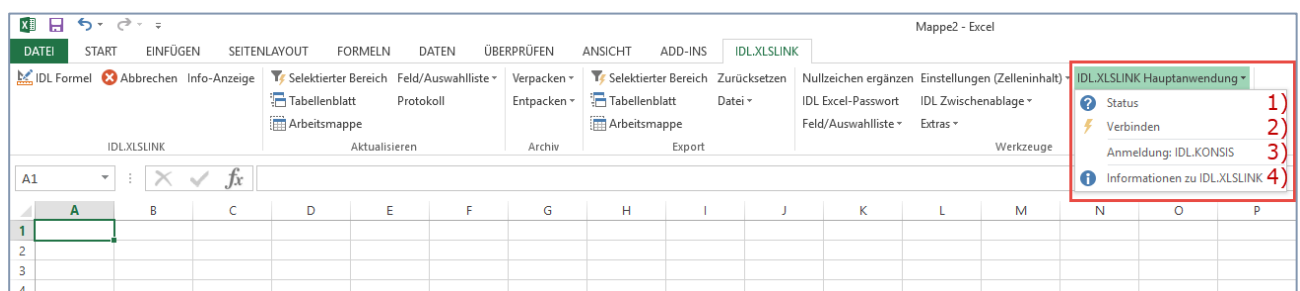 Mappe2 - Excel
DATEI START EINFÜGEN SEITENLAYOUT FORMELN DATEN ÜBERPRÜFEN ANSICHT ADD-INS IDL.XLSLINK
IDL Formel Abbrechen Info-Anzeige Selektierter Bereich Feld/Auswahlliste Verpacken Selektierter Bereich Zurücksetzen Nullzeichen ergänzen Einstellungen (Zelleninhalt) IDL.XLSLINK Hauptanwendung
Tabellenblatt Protokoll Entpacken Tabellenblatt Datei IDL Excel-Passwort IDL Zwischenablage Status 1)
Arbeitsmappe Arbeitsmappe Feld/Auswahlliste Extras Verbinden 2)
IDL.XLSLINK Aktualisieren Archiv Export Werkzeuge Anmeldung: IDL.KONSIS 3)
A1 fx Informationen zu IDL.XLSLINK 4)
A B C D E F G H I J K L M N O P
1
2
3
4